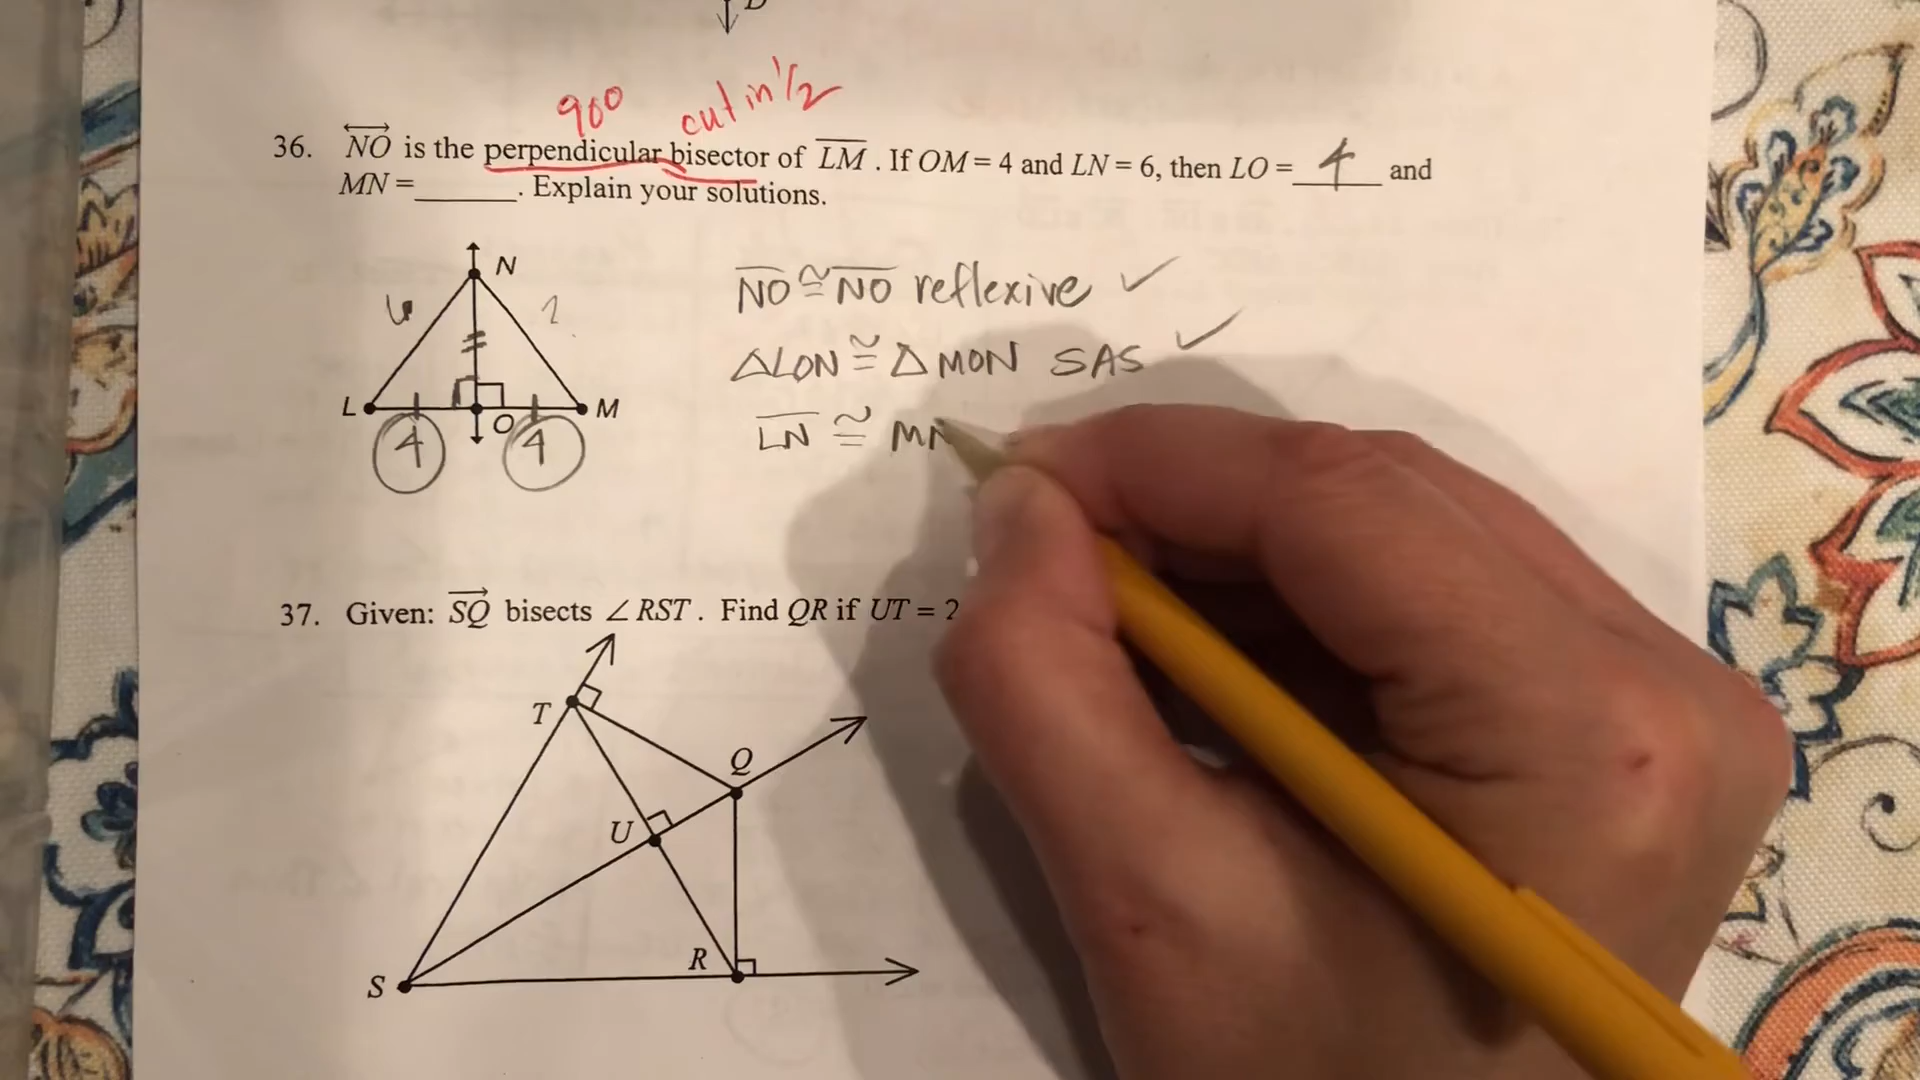 D
90° cut in 1/2
36. NO is the perpendicular bisector of LM . If OM = 4 and LN = 6, then LO = 4 and
MN = ______ . Explain your solutions.
N
6
?
L
O
M
4
4
NO ≅ NO reflexive ✓
△LON ≅ △MON SAS ✓
LN ≅ MN
37. Given: SQ bisects ∠RST . Find QR if UT =
T
Q
U
R
S